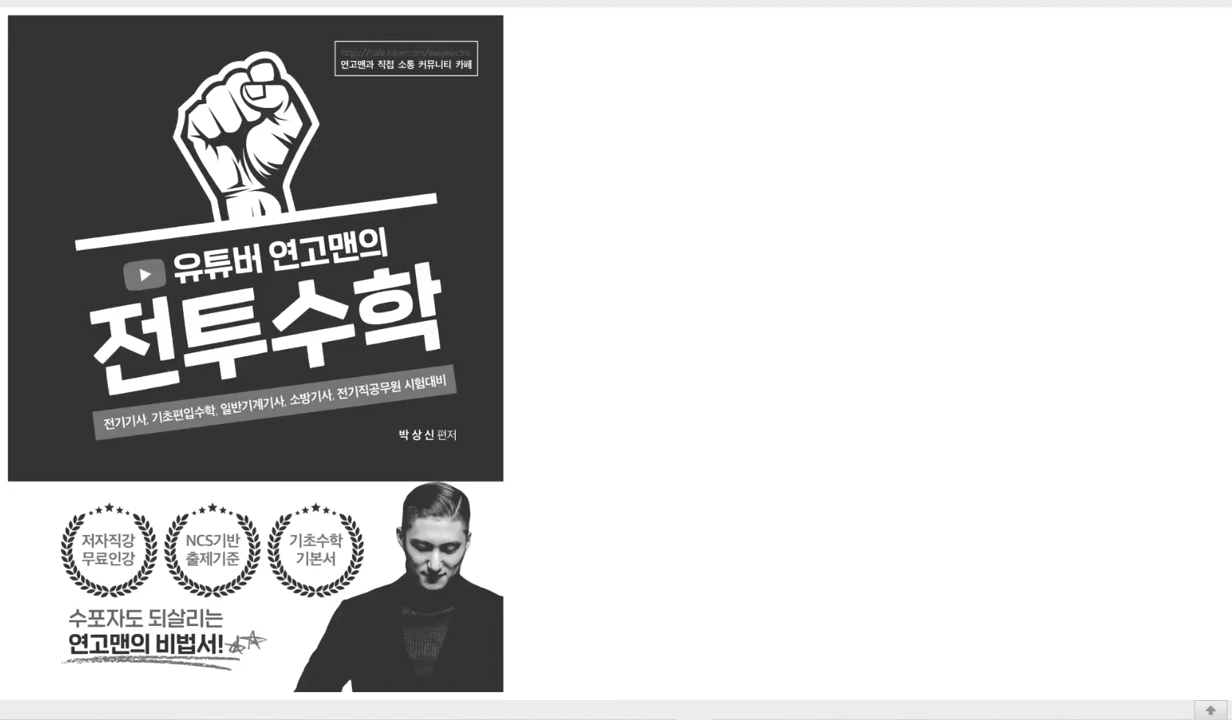 https://cafe.naver.com/easyelectric
연고맨과 직접 소통 커뮤니티 카페
유튜버 연고맨의
전투수학
전기기사, 기초편입수학, 일반기계기사, 소방기사, 전기직공무원 시험대비
박 상 신 편저
저자직강
무료인강
NCS기반
출제기준
기초수학
기본서
수포자도 되살리는
연고맨의 비법서!